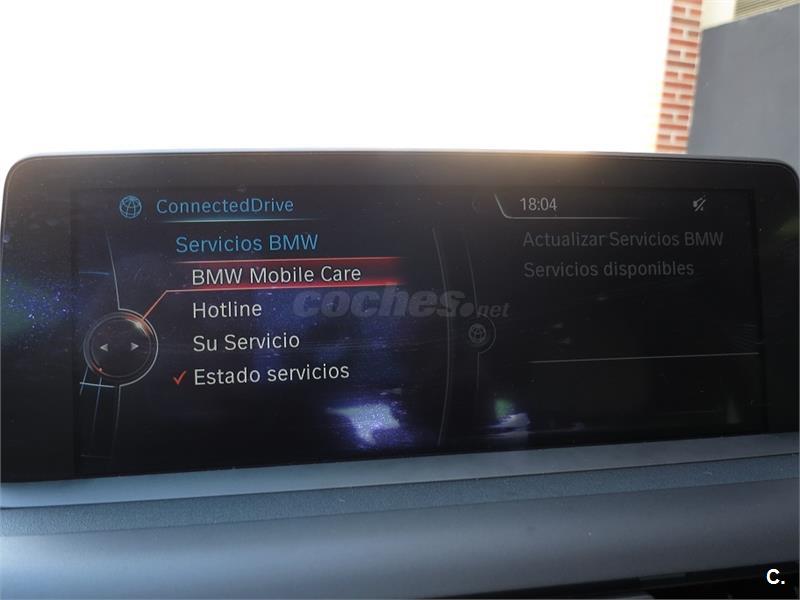 ConnectedDrive
18:04
Servicios BMW
BMW Mobile Care
Hotline
Su Servicio
Estado servicios
Actualizar Servicios BMW
Servicios disponibles
coches.net
C.